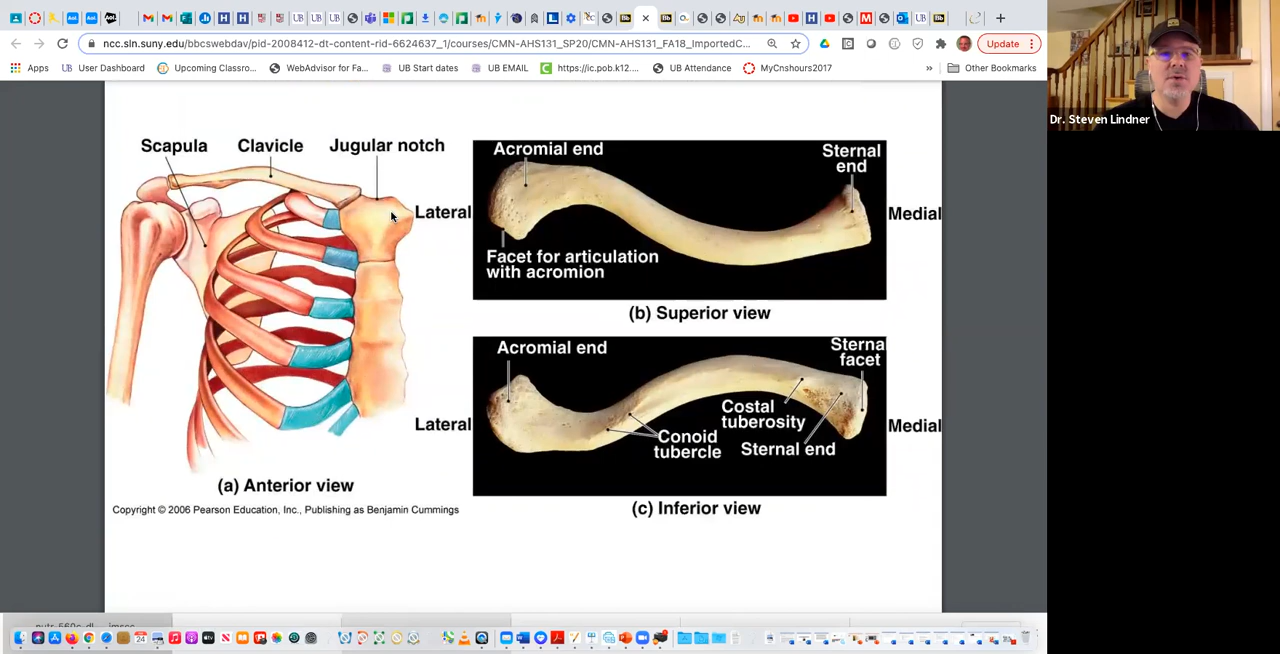 ncc.sln.suny.edu/bbcswebdav/pid-2008412-dt-content-rid-6624637_1/courses/CMN-AHS131_SP20/CMN-AHS131_FA18_ImportedC...
Update
Apps
User Dashboard
Upcoming Classro...
WebAdvisor for Fa...
UB Start dates
UB EMAIL
https://ic.pob.k12....
UB Attendance
MyCnshours2017
»
Other Bookmarks
Dr. Steven Lindner
Scapula
Clavicle
Jugular notch
(a) Anterior view
Copyright © 2006 Pearson Education, Inc., Publishing as Benjamin Cummings
Acromial end
Sternal
end
Lateral
Medial
Facet for articulation
with acromion
(b) Superior view
Acromial end
Sterna
facet
Costal
tuberosity
Lateral
Medial
Conoid
tubercle
Sternal end
(c) Inferior view